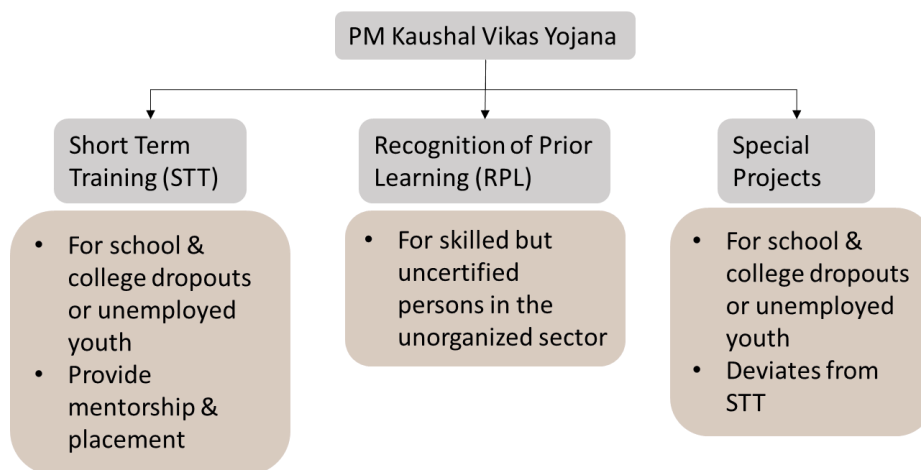 PM Kaushal Vikas Yojana
Short Term
Training (STT)
• For school &
college dropouts
or unemployed
youth
• Provide
mentorship &
placement
Recognition of Prior
Learning (RPL)
• For skilled but
uncertified
persons in the
unorganized sector
Special
Projects
• For school &
college dropouts
or unemployed
youth
• Deviates from
STT